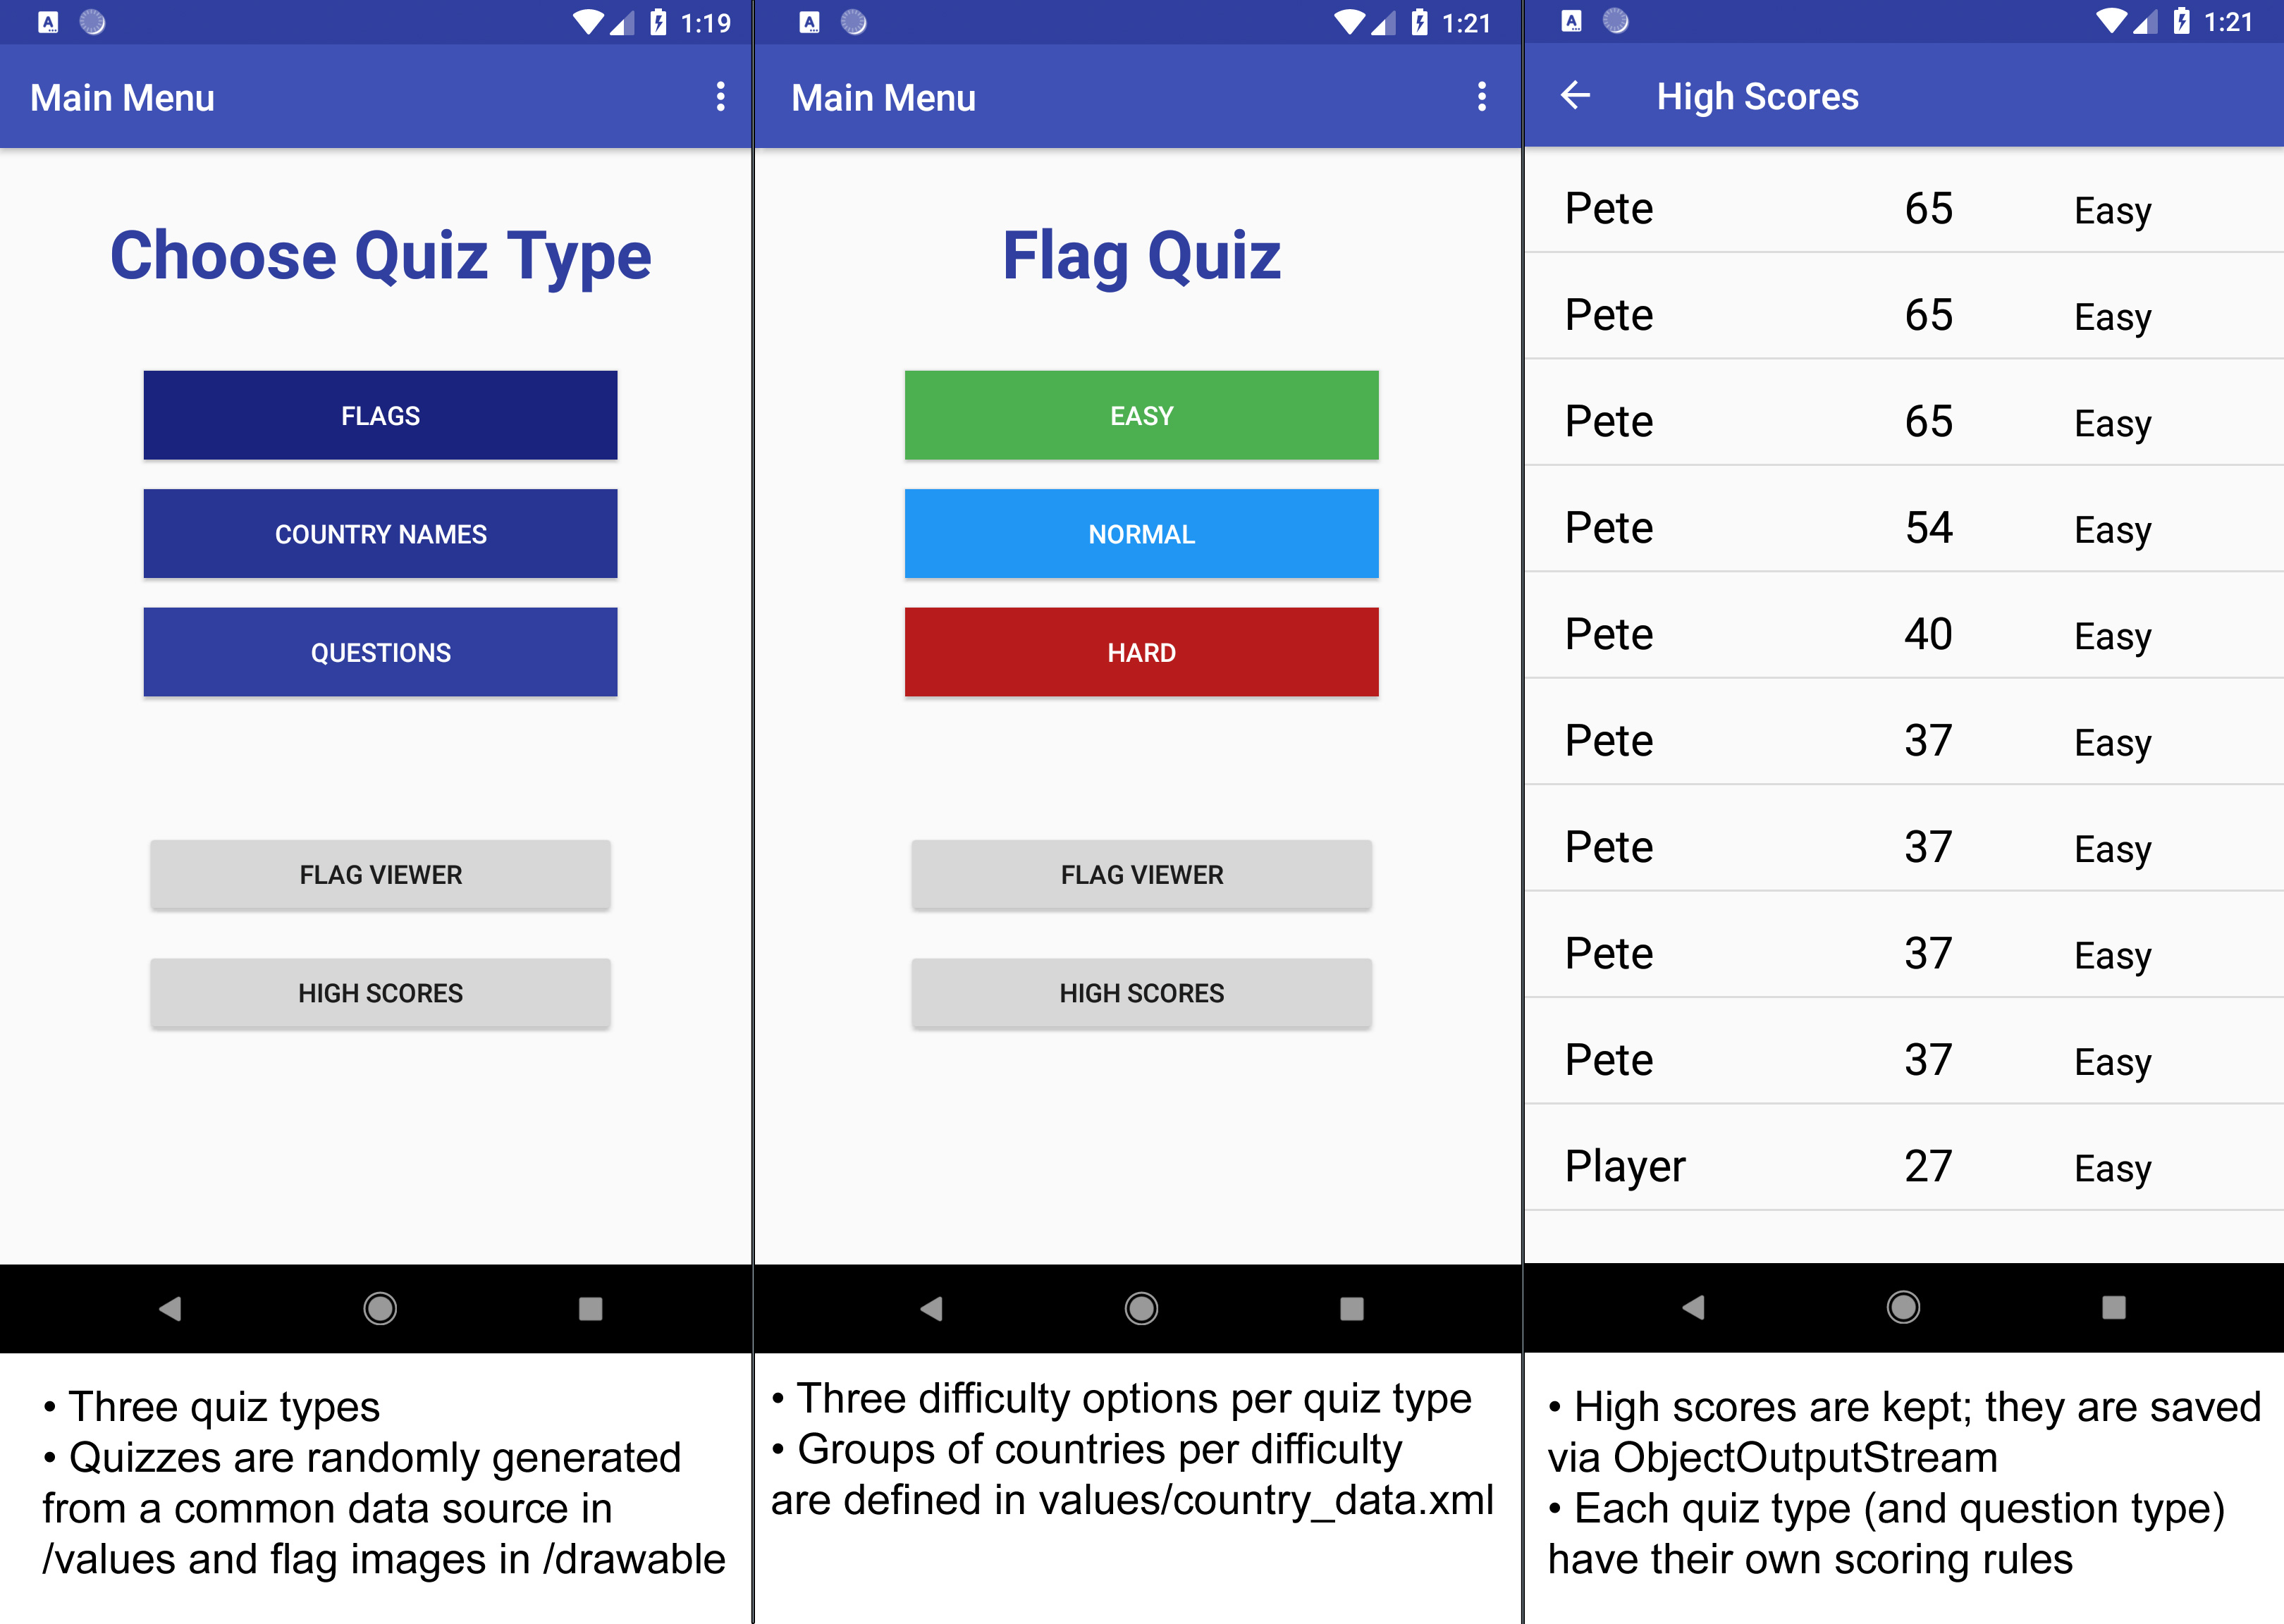 1:19
Main Menu
Choose Quiz Type
FLAGS
COUNTRY NAMES
QUESTIONS
FLAG VIEWER
HIGH SCORES
• Three quiz types
• Quizzes are randomly generated
from a common data source in
/values and flag images in /drawable
1:21
Main Menu
Flag Quiz
EASY
NORMAL
HARD
FLAG VIEWER
HIGH SCORES
• Three difficulty options per quiz type
• Groups of countries per difficulty
are defined in values/country_data.xml
1:21
High Scores
Pete 65 Easy
Pete 65 Easy
Pete 65 Easy
Pete 54 Easy
Pete 40 Easy
Pete 37 Easy
Pete 37 Easy
Pete 37 Easy
Pete 37 Easy
Player 27 Easy
• High scores are kept; they are saved
via ObjectOutputStream
• Each quiz type (and question type)
have their own scoring rules